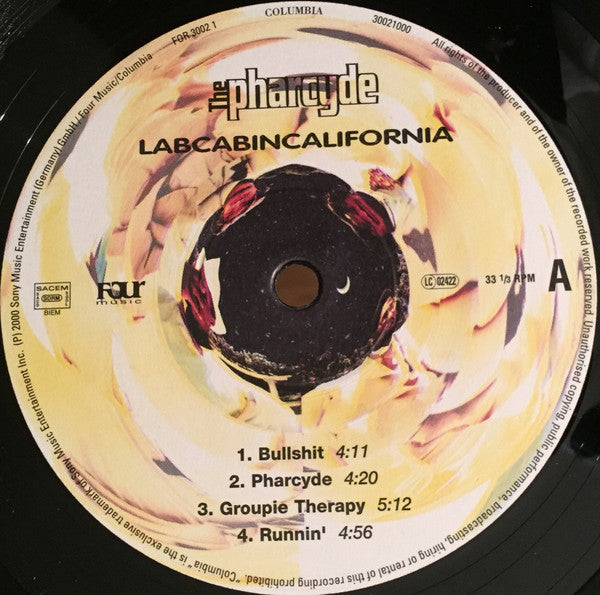 COLUMBIA
FOR 3002 1
30021000
The pharcyde
LABCABINCALIFORNIA
SACEM
SDRM
BIEM
Four
music
LC 02422
33 1/3 RPM
A
1. Bullshit 4:11
2. Pharcyde 4:20
3. Groupie Therapy 5:12
4. Runnin' 4:56
All rights of the producer and of the owner of the recorded work reserved. Unauthorised copying, public performance, broadcasting, hiring or rental of this recording prohibited. "Columbia" is the exclusive trademark of Sony Music Entertainment Inc. (P) 2000 Sony Music Entertainment (Germany) GmbH / Four Music/Columbia